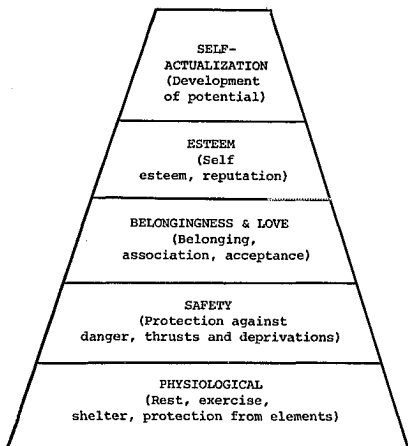 SELF-
ACTUALIZATION
(Development
of potential)
ESTEEM
(Self
esteem, reputation)
BELONGINGNESS & LOVE
(Belonging,
association, acceptance)
SAFETY
(Protection against
danger, thrusts and deprivations)
PHYSIOLOGICAL
(Rest, exercise,
shelter, protection from elements)